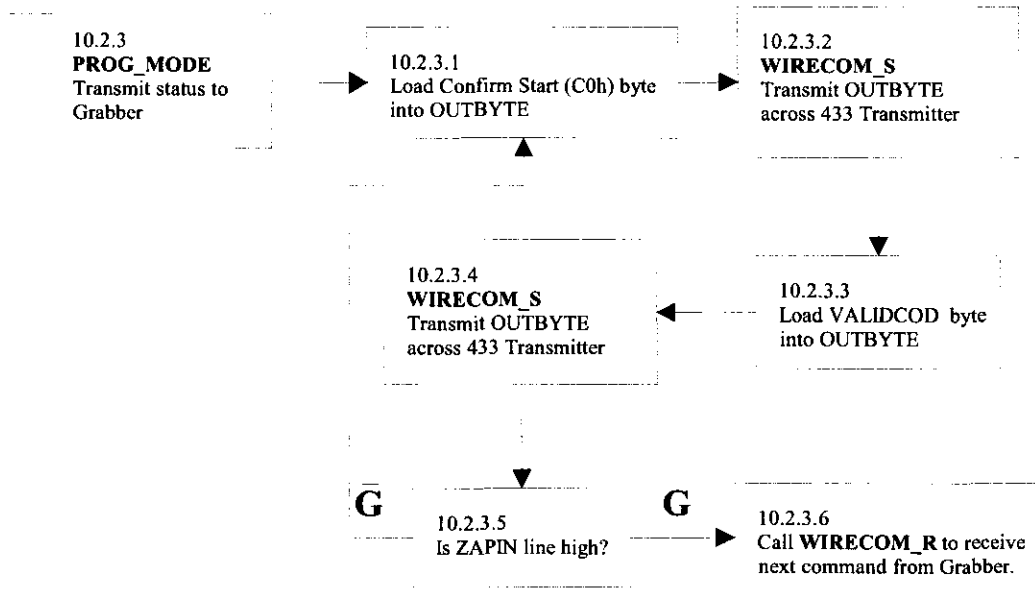 10.2.3
PROG_MODE
Transmit status to
Grabber
10.2.3.1
Load Confirm Start (C0h) byte
into OUTBYTE
10.2.3.2
WIRECOM_S
Transmit OUTBYTE
across 433 Transmitter
10.2.3.4
WIRECOM_S
Transmit OUTBYTE
across 433 Transmitter
10.2.3.3
Load VALIDCOD byte
into OUTBYTE
G
10.2.3.5
Is ZAPIN line high?
G
10.2.3.6
Call WIRECOM_R to receive
next command from Grabber.